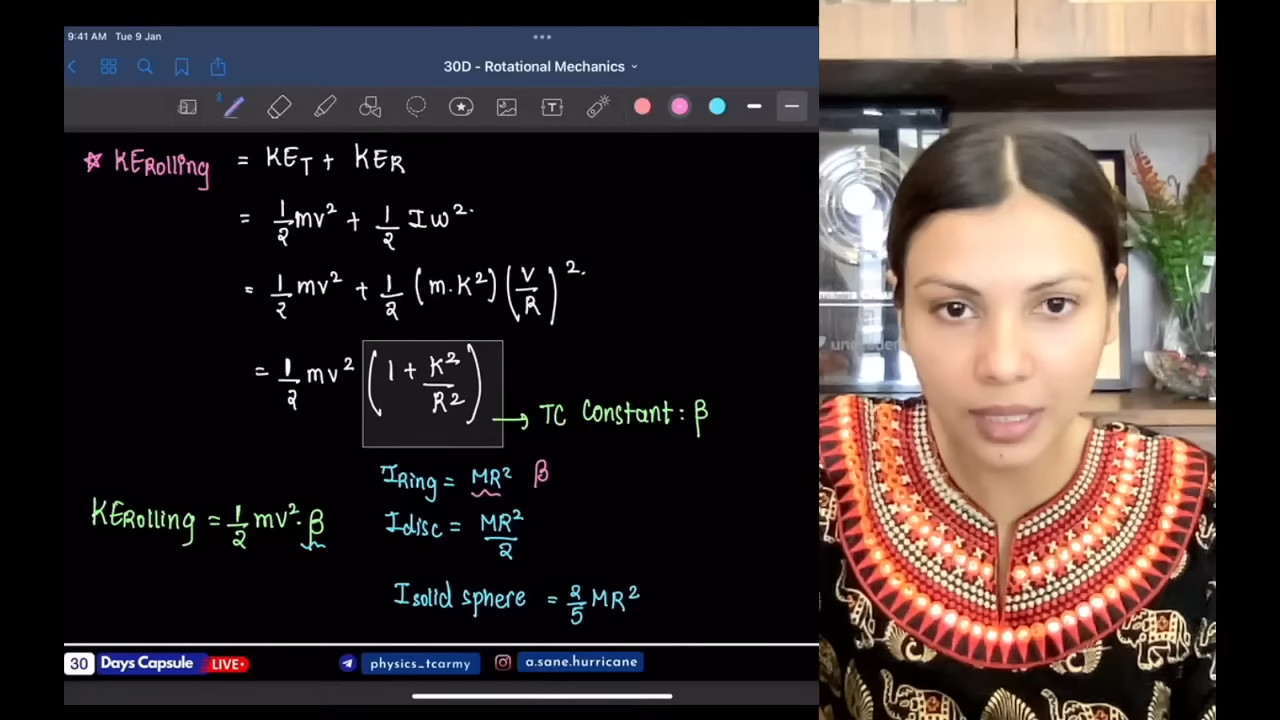 9:41 AM Tue 9 Jan
30D - Rotational Mechanics
T
☆ KERolling = KET + KER
= 1/2 mv² + 1/2 Iω²
= 1/2 mv² + 1/2 (m.K²) (V/R)²
= 1/2 mv² (1 + K²/R²)
→ TC Constant : β
IRing = MR² β
KERolling = 1/2 mv² · β
Idisc = MR²/2
Isolid sphere = 2/5 MR²
30 Days Capsule LIVE
physics_tcarmy
a.sane.hurricane